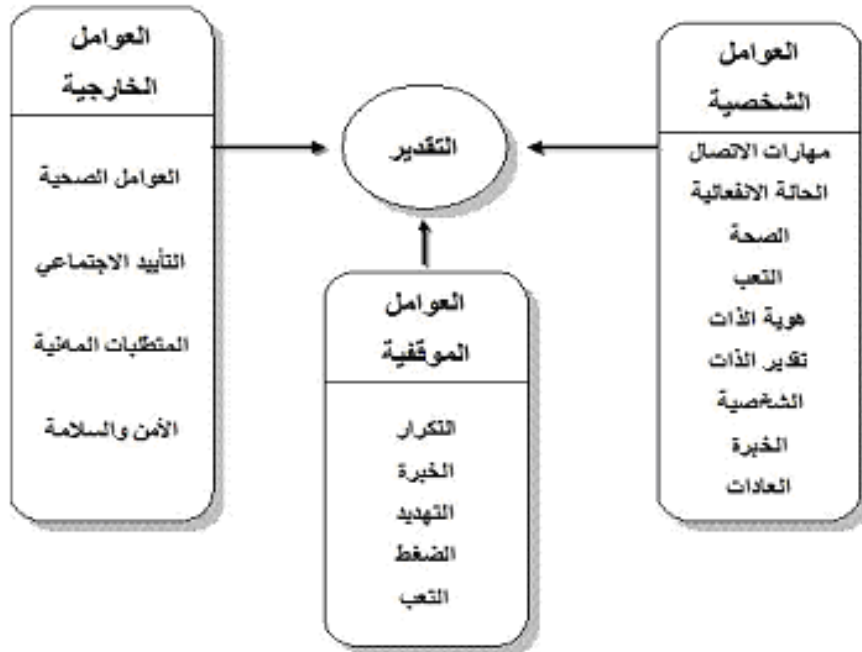 العوامل
الشخصية
مهارات الاتصال
الحالة الانفعالية
الصحة
التعب
هوية الذات
تقدير الذات
الشخصية
الخبرة
العادات
التقدير
العوامل
الموقفية
التكرار
الخبرة
التهديد
الضغط
التعب
العوامل
الخارجية
العوامل الصحية
التأييد الاجتماعي
المتطلبات المهنية
الأمن والسلامة